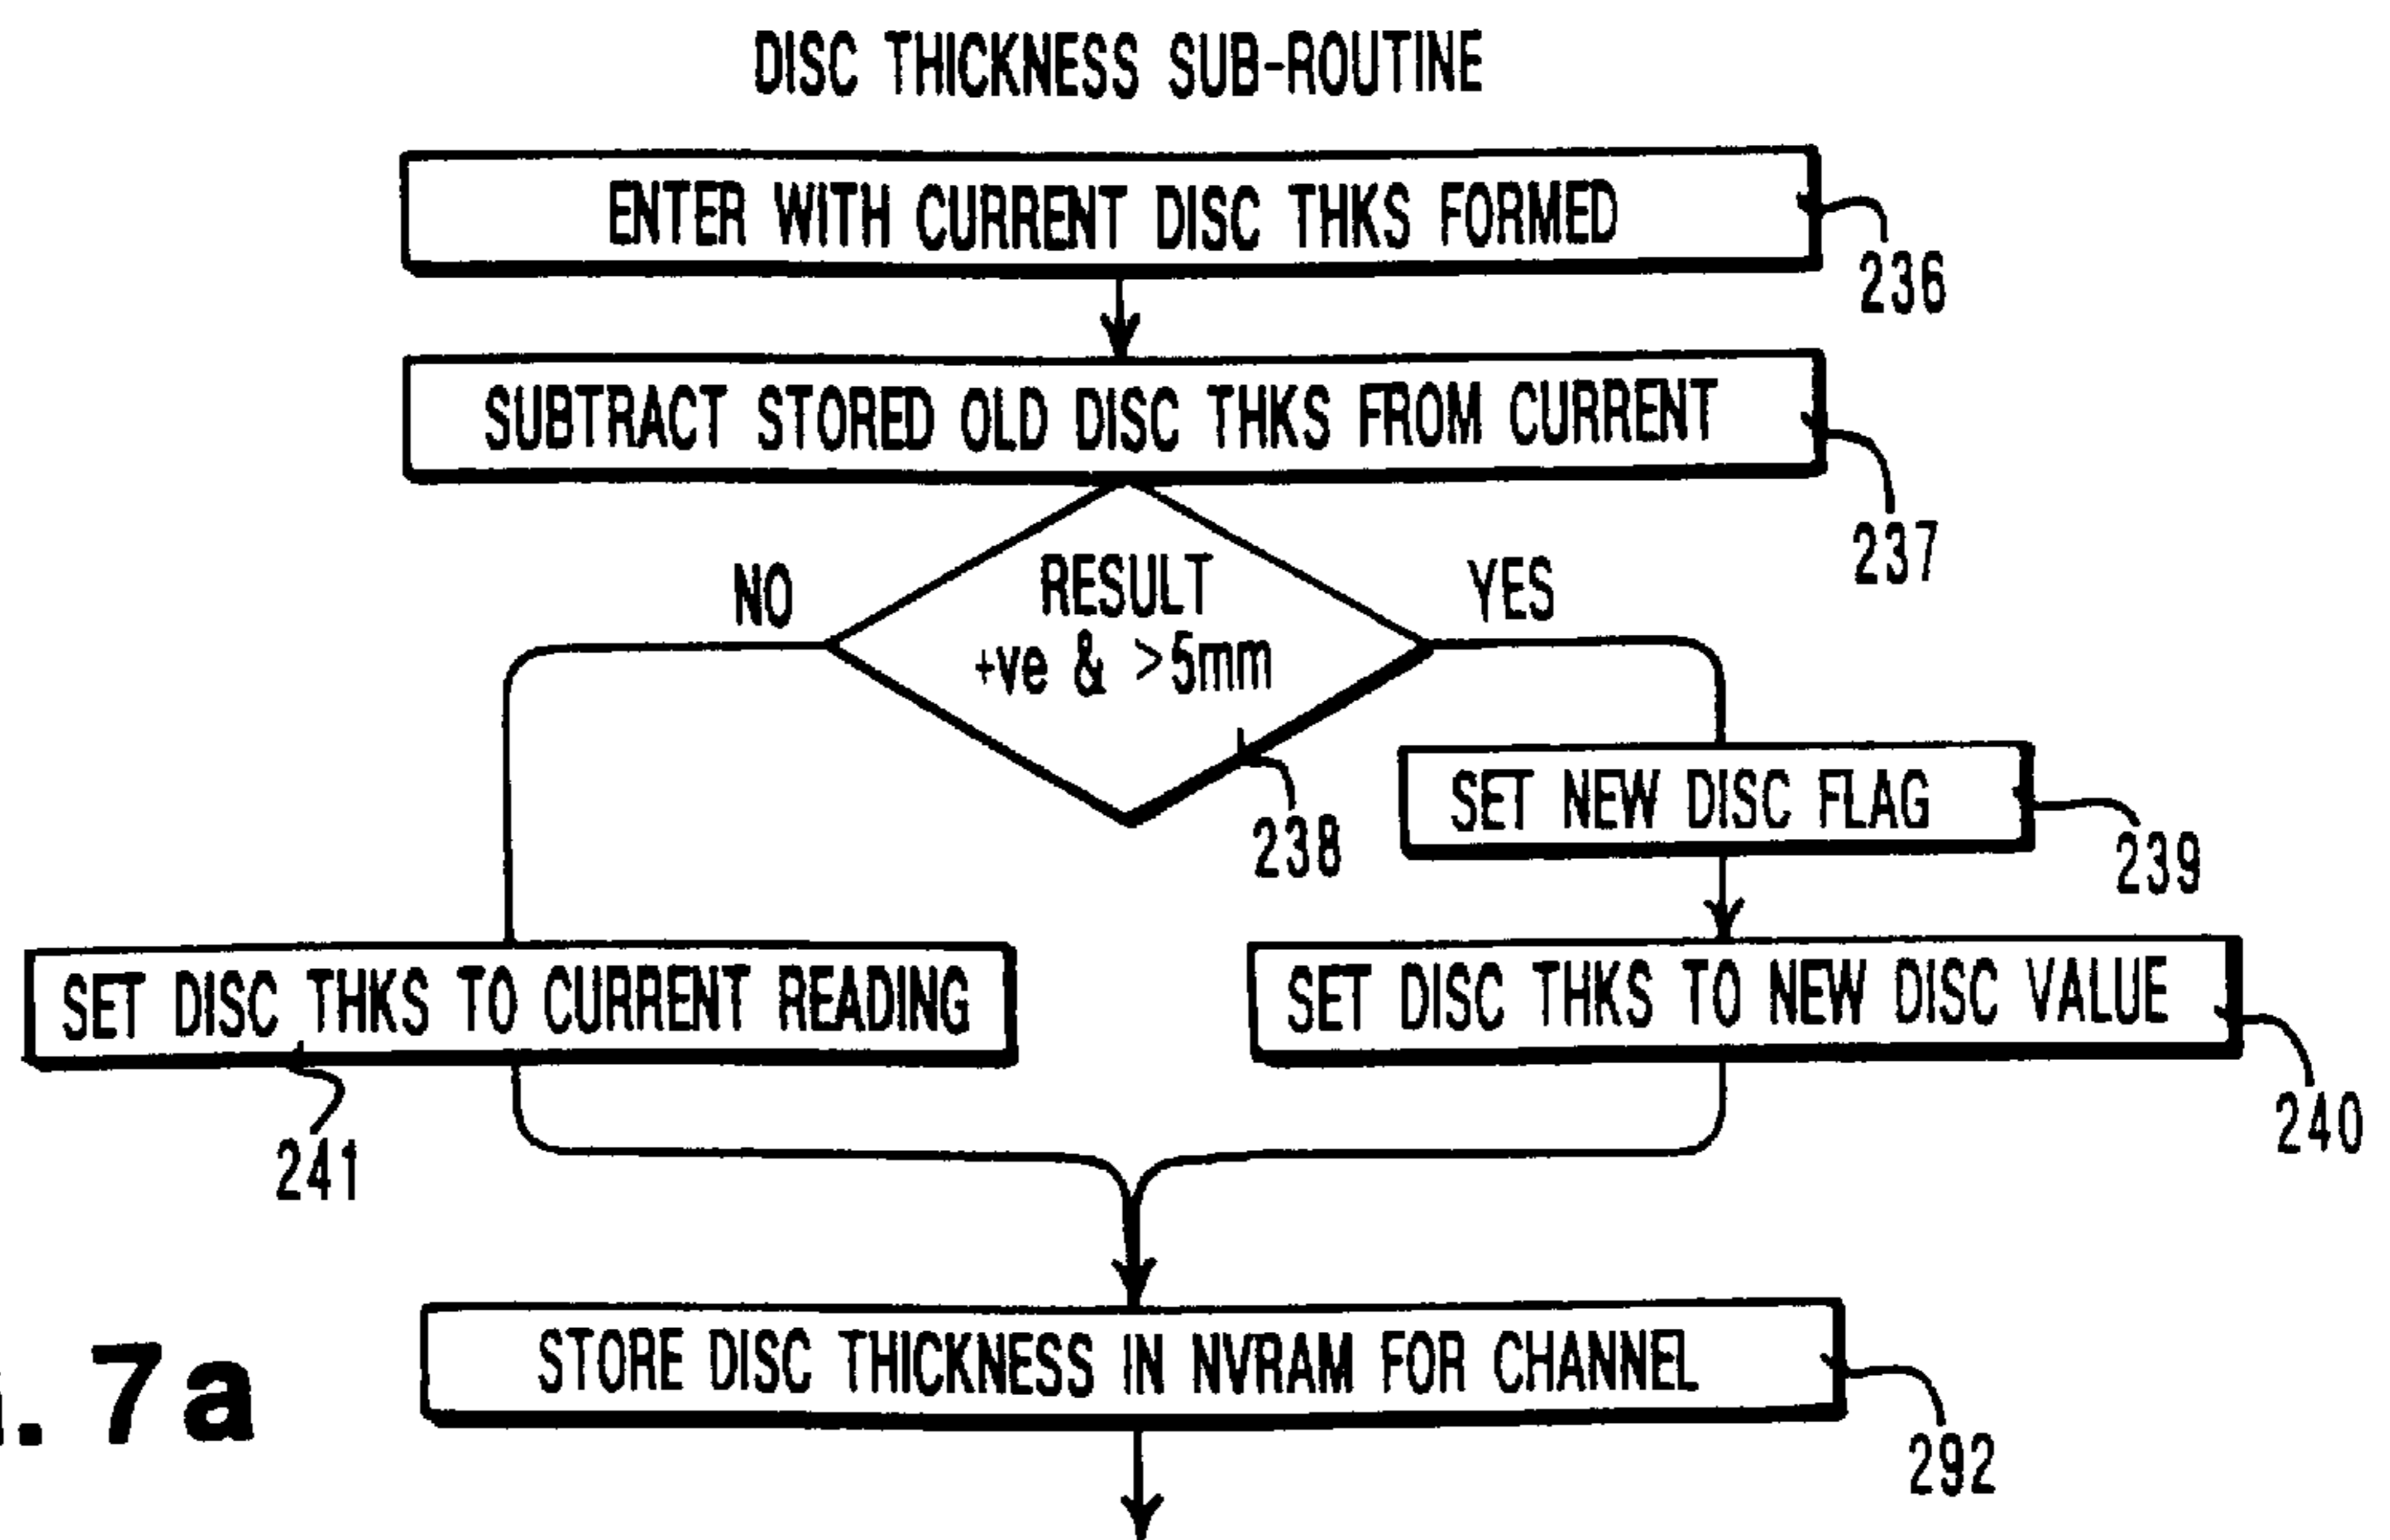 DISC THICKNESS SUB-ROUTINE
ENTER WITH CURRENT DISC THKS FORMED
236
SUBTRACT STORED OLD DISC THKS FROM CURRENT
237
NO
RESULT
+ve & >5mm
YES
238
SET NEW DISC FLAG
239
SET DISC THKS TO CURRENT READING
241
SET DISC THKS TO NEW DISC VALUE
240
STORE DISC THICKNESS IN NVRAM FOR CHANNEL
292
. 7a